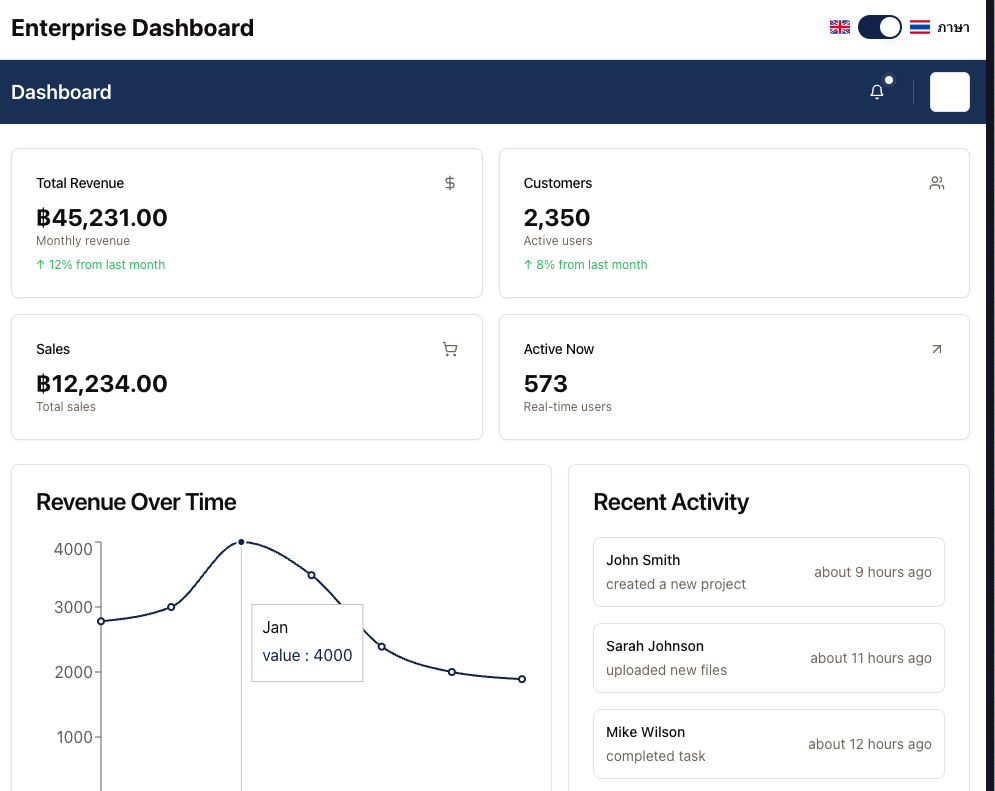 Enterprise Dashboard
ภาษา
Dashboard
Total Revenue
฿45,231.00
Monthly revenue
↑ 12% from last month
Customers
2,350
Active users
↑ 8% from last month
Sales
฿12,234.00
Total sales
Active Now
573
Real-time users
Revenue Over Time
4000
3000
2000
1000
Jan
value : 4000
Recent Activity
John Smith
created a new project
about 9 hours ago
Sarah Johnson
uploaded new files
about 11 hours ago
Mike Wilson
completed task
about 12 hours ago